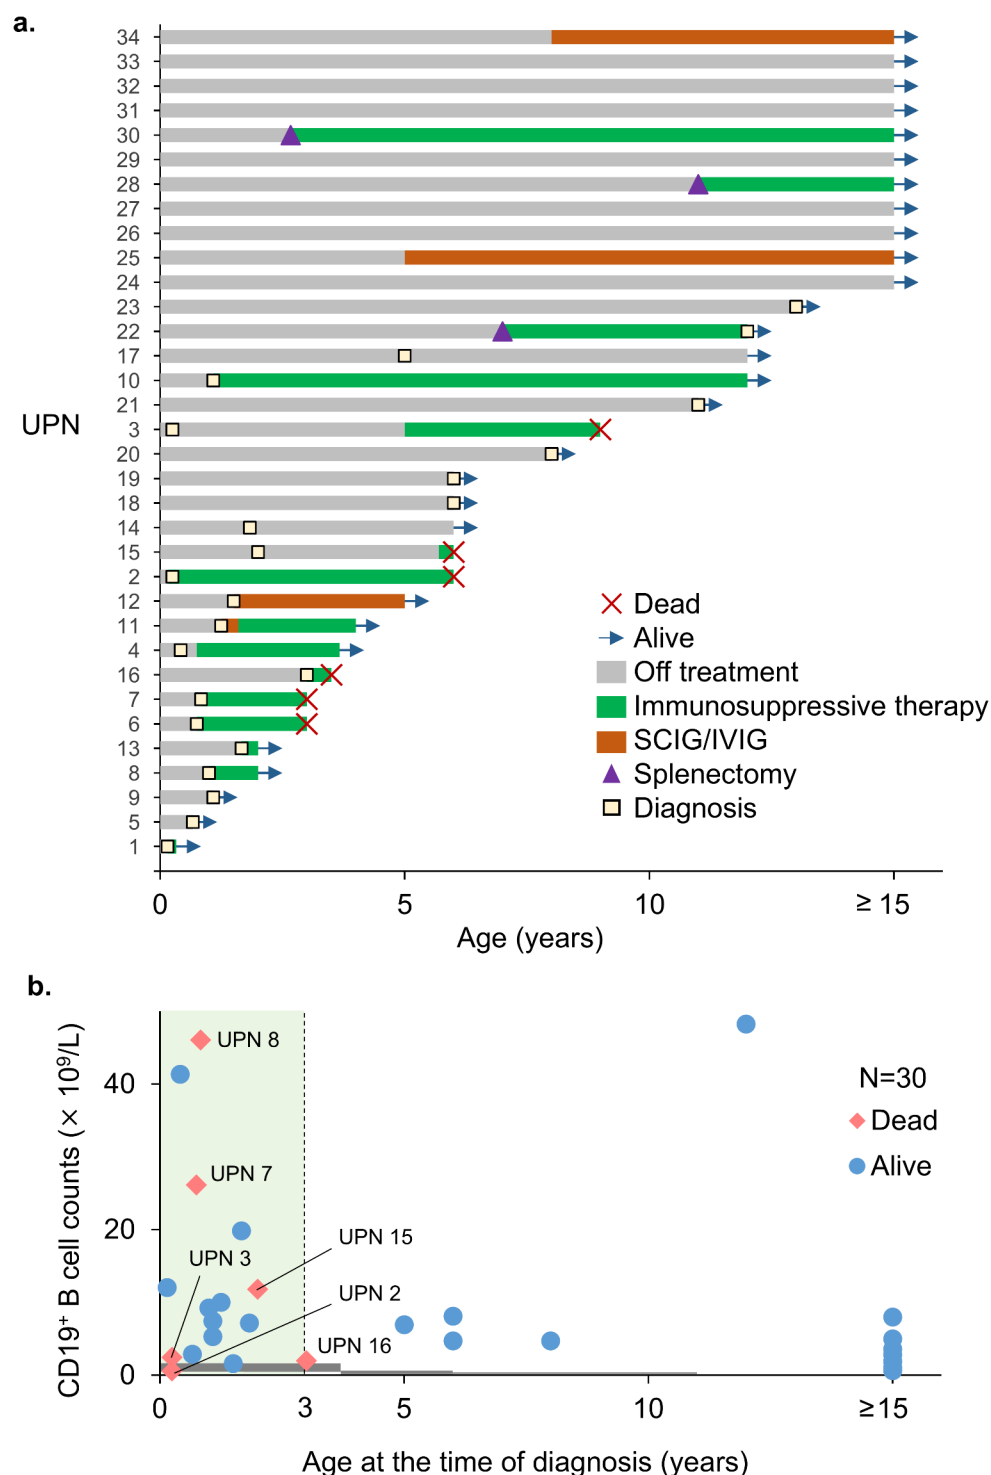 a.
34
33
32
31
30
29
28
27
26
25
24
23
22
17
10
21
UPN
3
20
19
18
14
15
2
12
11
4
16
7
6
13
8
9
5
1
Dead
Alive
Off treatment
Immunosuppressive therapy
SCIG/IVIG
Splenectomy
Diagnosis
0 5 10 ≥ 15
Age (years)
b.
CD19⁺ B cell counts (× 10⁹/L)
40
20
0
UPN 8
UPN 7
UPN 3
UPN 15
UPN 2
UPN 16
N=30
Dead
Alive
0 3 5 10 ≥15
Age at the time of diagnosis (years)